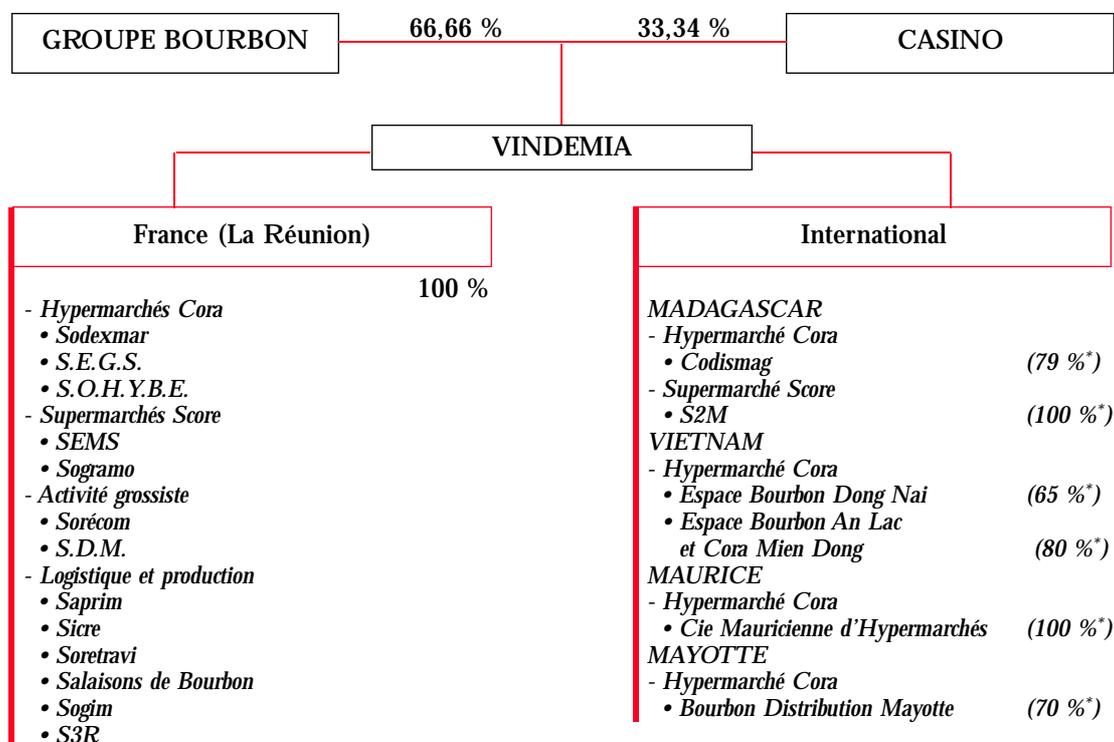 66,66 % 33,34 %
GROUPE BOURBON CASINO
VINDEMIA
France (La Réunion)
100 %
- Hypermarchés Cora
• Sodexmar
• S.E.G.S.
• S.O.H.Y.B.E.
- Supermarchés Score
• SEMS
• Sogramo
- Activité grossiste
• Sorécom
• S.D.M.
- Logistique et production
• Saprim
• Sicre
• Soretravi
• Salaisons de Bourbon
• Sogim
• S3R
International
MADAGASCAR
- Hypermarché Cora
• Codismag (79 %*)
- Supermarché Score
• S2M (100 %*)
VIETNAM
- Hypermarché Cora
• Espace Bourbon Dong Nai (65 %*)
• Espace Bourbon An Lac
et Cora Mien Dong (80 %*)
MAURICE
- Hypermarché Cora
• Cie Mauricienne d'Hypermarchés (100 %*)
MAYOTTE
- Hypermarché Cora
• Bourbon Distribution Mayotte (70 %*)